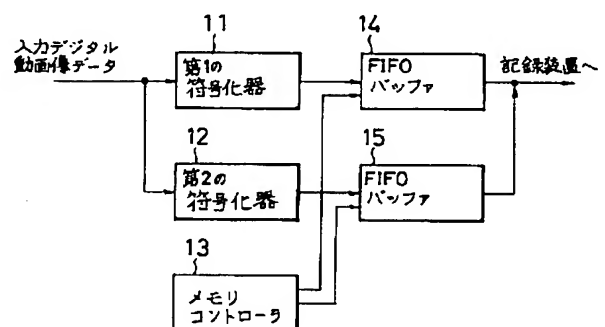 11
14
入力デジタル
動画像データ
第1の
符号化器
FIFO
バッファ
記録装置へ
12
15
第2の
符号化器
FIFO
バッファ
13
メモリ
コントローラ